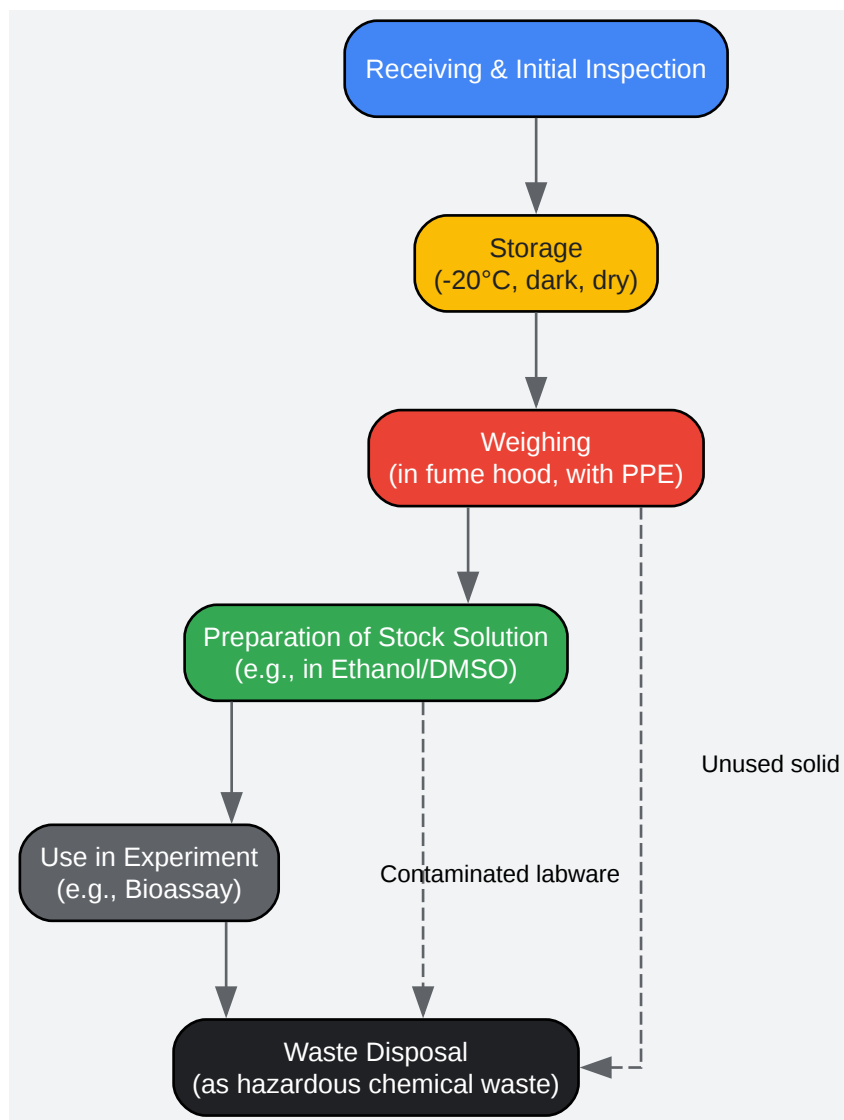 Receiving & Initial Inspection
Storage
(-20°C, dark, dry)
Weighing
(in fume hood, with PPE)
Preparation of Stock Solution
(e.g., in Ethanol/DMSO)
Unused solid
Use in Experiment
(e.g., Bioassay)
Contaminated labware
Waste Disposal
(as hazardous chemical waste)